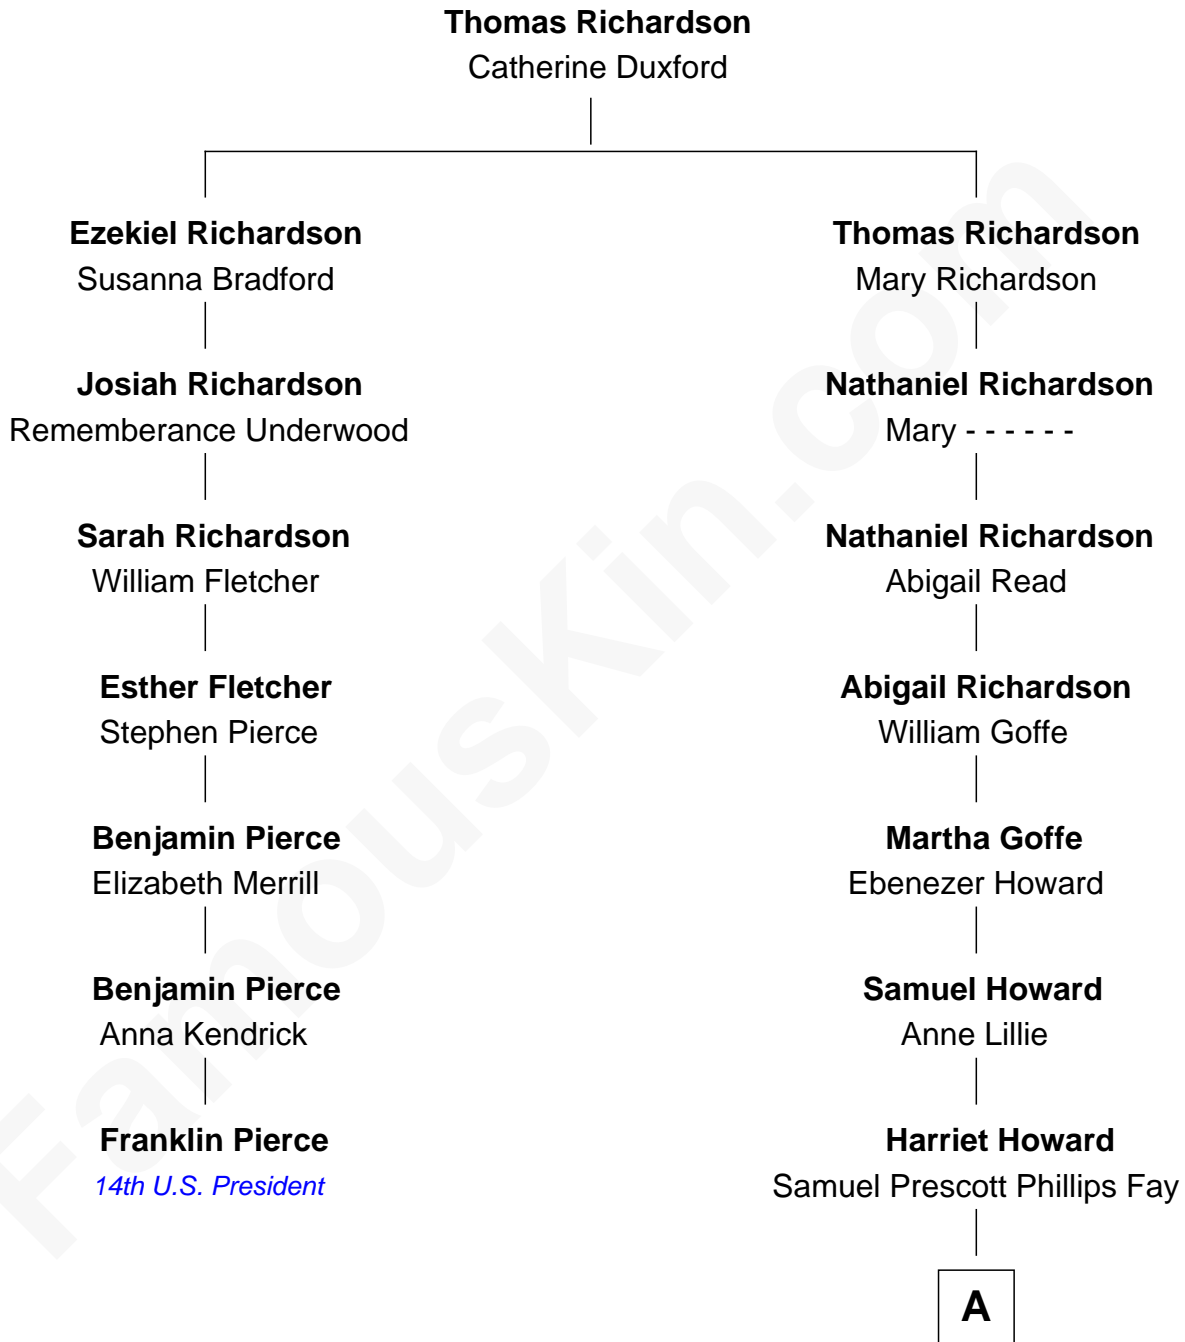 Thomas Richardson
Catherine Duxford
Ezekiel Richardson
Susanna Bradford
Thomas Richardson
Mary Richardson
Josiah Richardson
Rememberance Underwood
Nathaniel Richardson
Mary - - - - - -
Sarah Richardson
William Fletcher
Nathaniel Richardson
Abigail Read
Esther Fletcher
Stephen Pierce
Abigail Richardson
William Goffe
Benjamin Pierce
Elizabeth Merrill
Martha Goffe
Ebenezer Howard
Benjamin Pierce
Anna Kendrick
Samuel Howard
Anne Lillie
Franklin Pierce
14th U.S. President
Harriet Howard
Samuel Prescott Phillips Fay
A
FamousKin.com